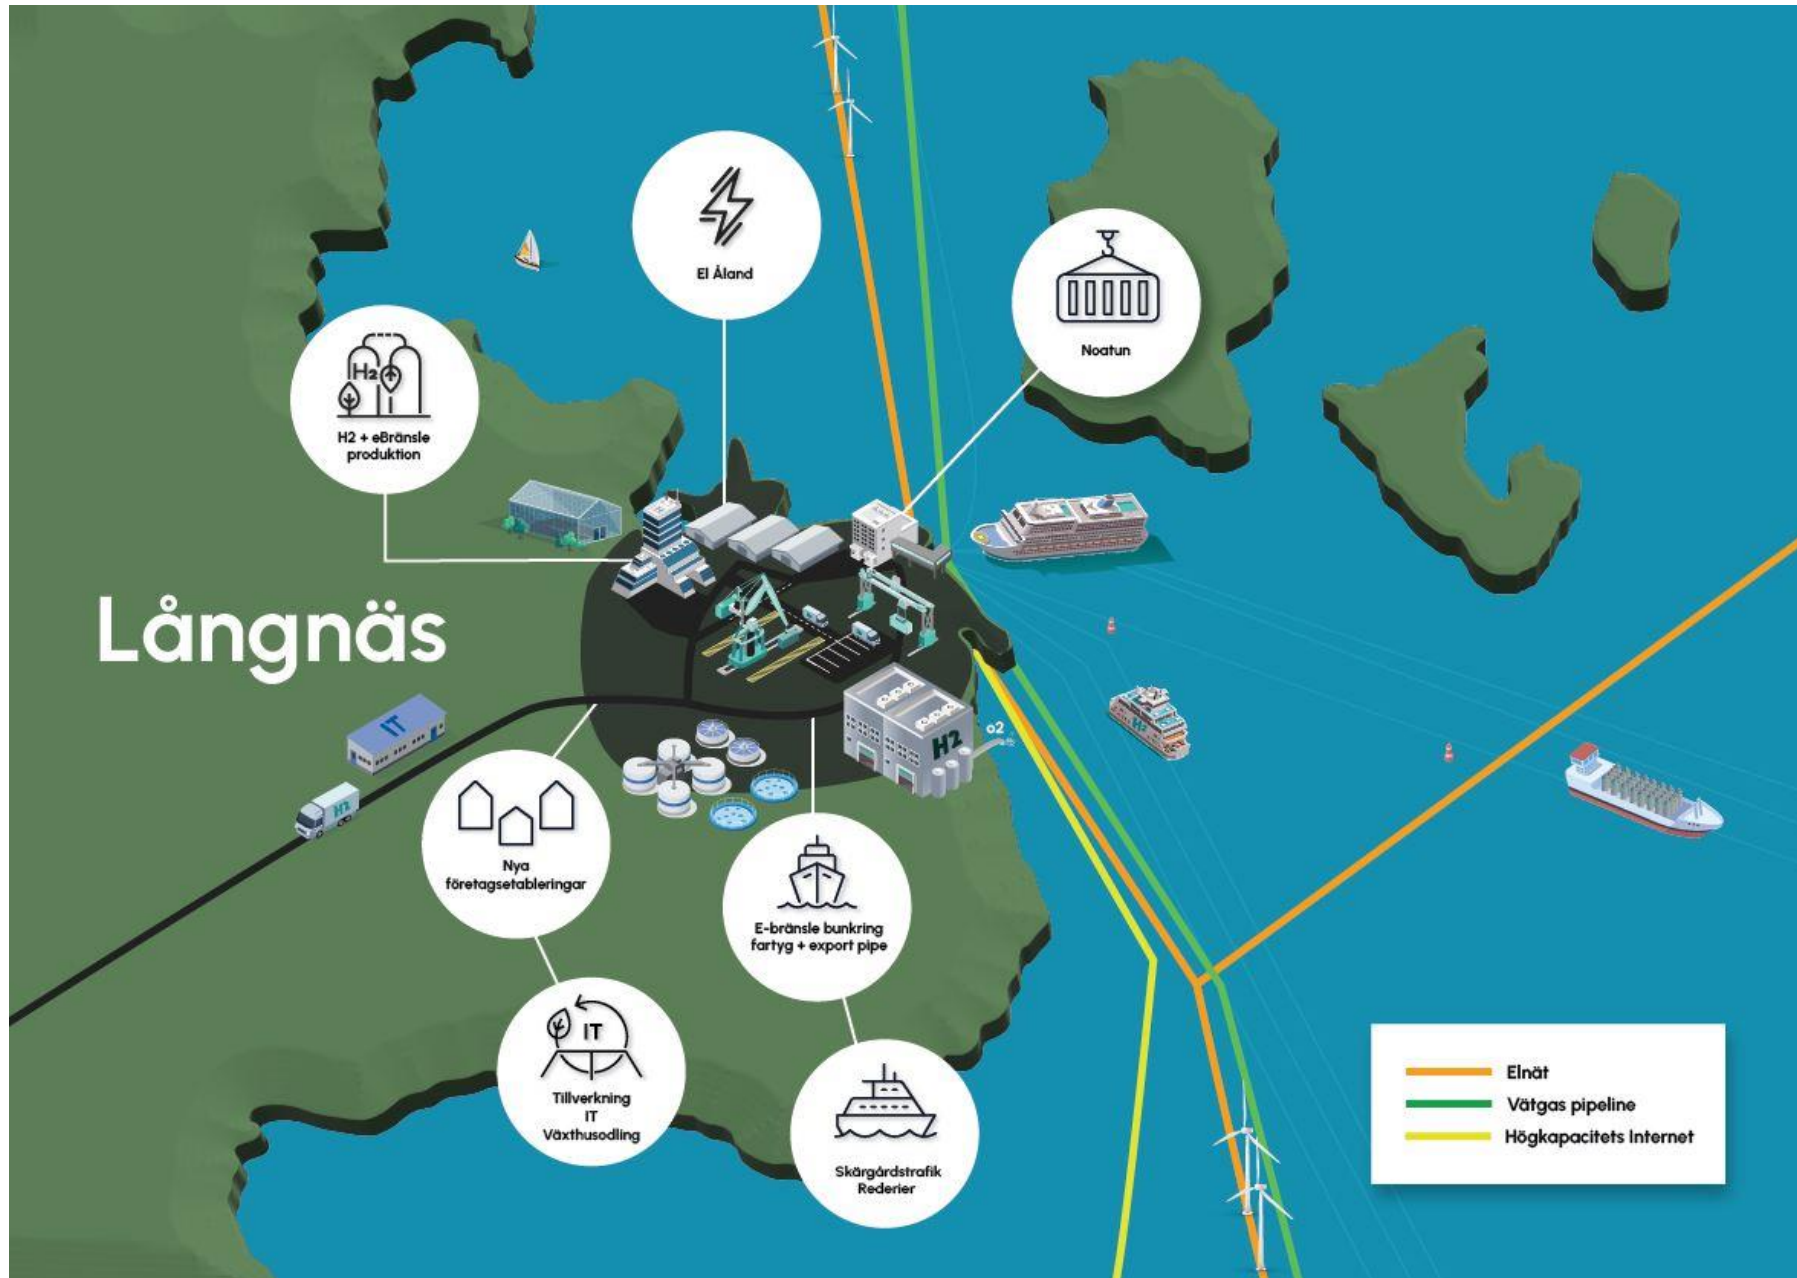 El Åland
Noatun
H2
H2 + eBränsle
produktion
Långnäs
IT
H2
H2
o2
H2
Nya
företagsetableringar
E-bränsle bunkring
fartyg + export pipe
IT
Tillverkning
IT
Växthusodling
Skärgårdstrafik
Rederier
Elnät
Vätgas pipeline
Högkapacitets Internet